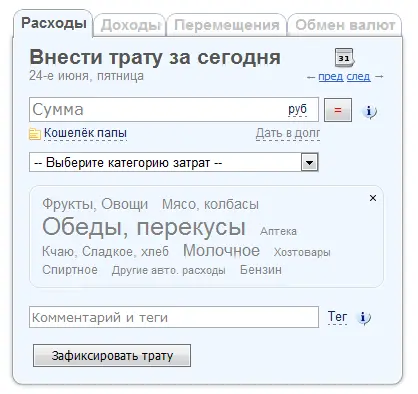 Расходы Доходы Перемещения Обмен валют
Внести трату за сегодня 31
24-е июня, пятница ← пред след →
Сумма руб = i
Кошелёк папы Дать в долг
-- Выберите категорию затрат --
×
Фрукты, Овощи Мясо, колбасы
Обеды, перекусы Аптека
Кчаю, Сладкое, хлеб Молочное Хозтовары
Спиртное Другие авто. расходы Бензин
Комментарий и теги Тег i
Зафиксировать трату